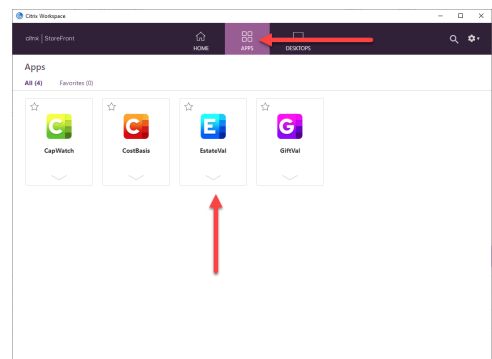 Citrix Workspace
citrix StoreFront
HOME
APPS
DESKTOPS
Apps
All (4)
Favorites (0)
C
C
E
G
CapWatch
CostBasis
EstateVal
GiftVal